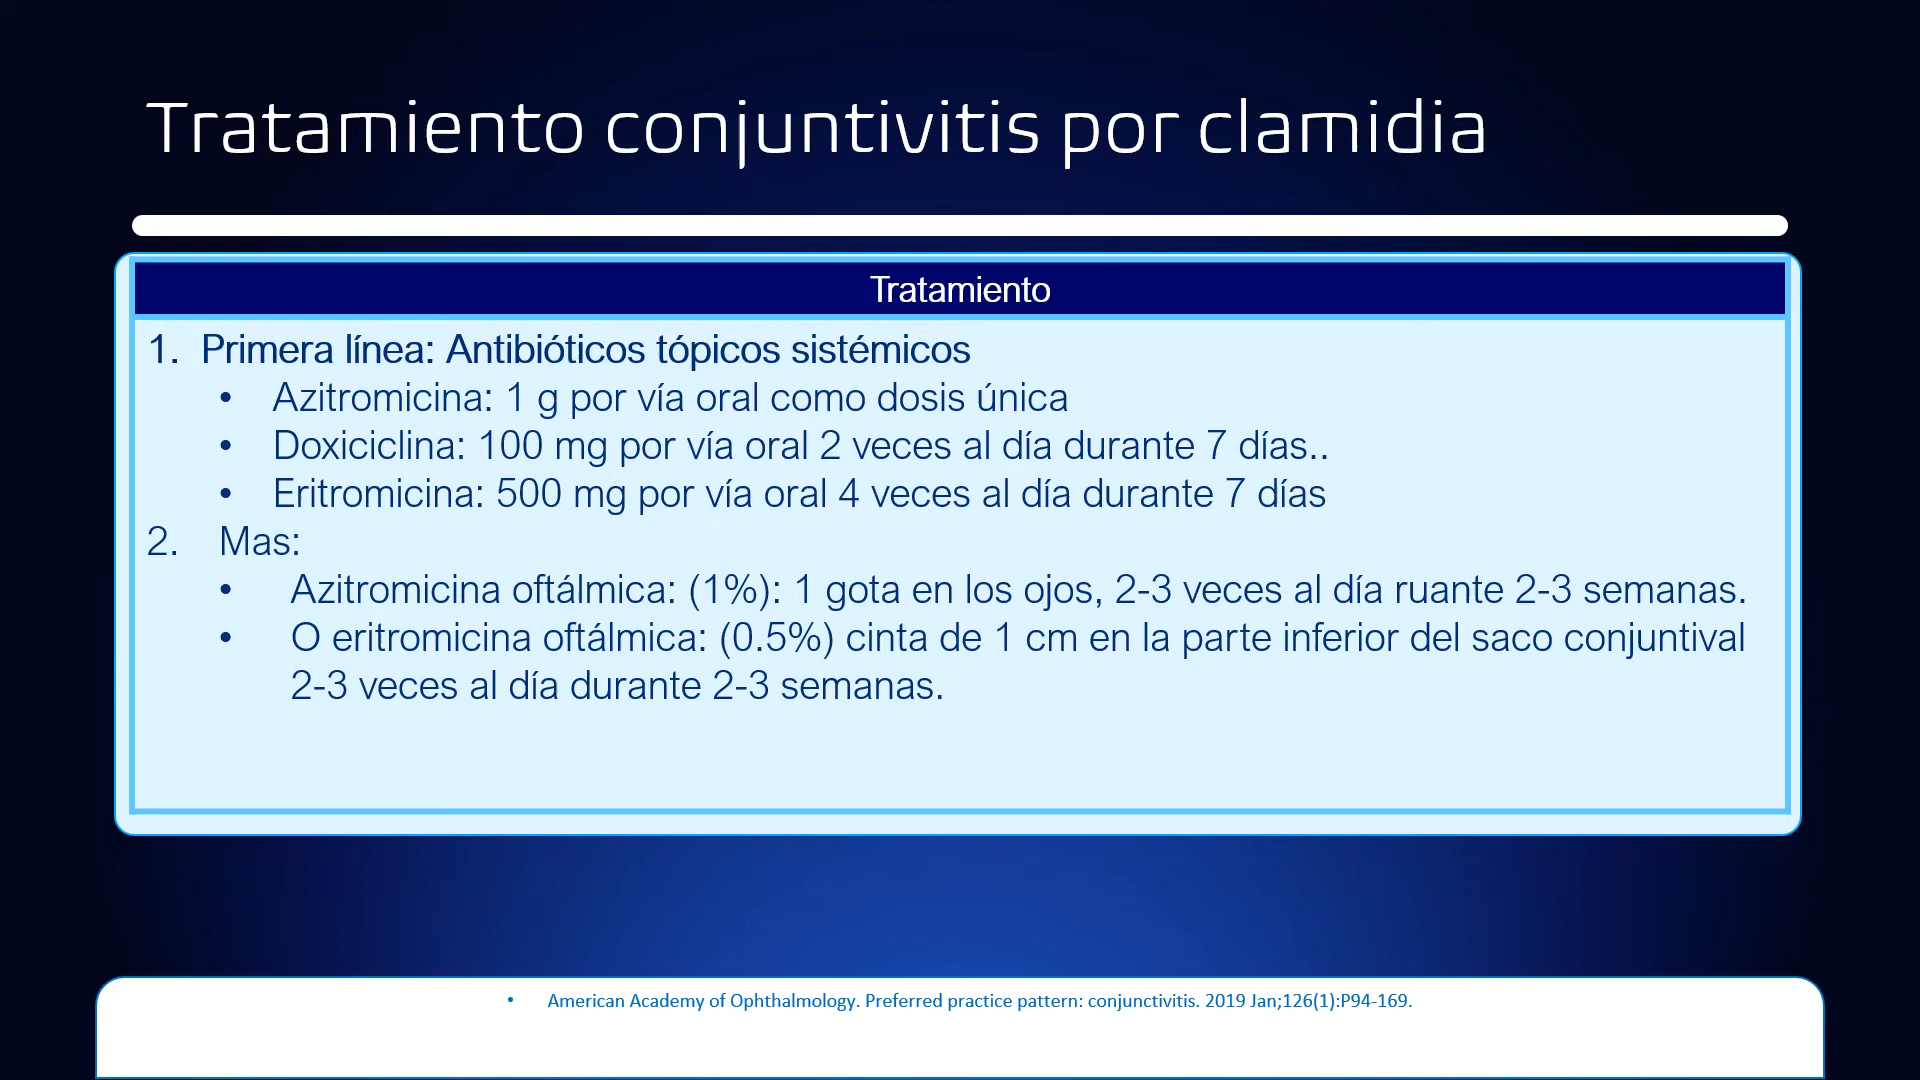 Tratamiento conjuntivitis por clamidia
Tratamiento
1. Primera línea: Antibióticos tópicos sistémicos
• Azitromicina: 1 g por vía oral como dosis única
• Doxiciclina: 100 mg por vía oral 2 veces al día durante 7 días..
• Eritromicina: 500 mg por vía oral 4 veces al día durante 7 días
2. Mas:
• Azitromicina oftálmica: (1%): 1 gota en los ojos, 2-3 veces al día ruante 2-3 semanas.
• O eritromicina oftálmica: (0.5%) cinta de 1 cm en la parte inferior del saco conjuntival
2-3 veces al día durante 2-3 semanas.
• American Academy of Ophthalmology. Preferred practice pattern: conjunctivitis. 2019 Jan;126(1):P94-169.